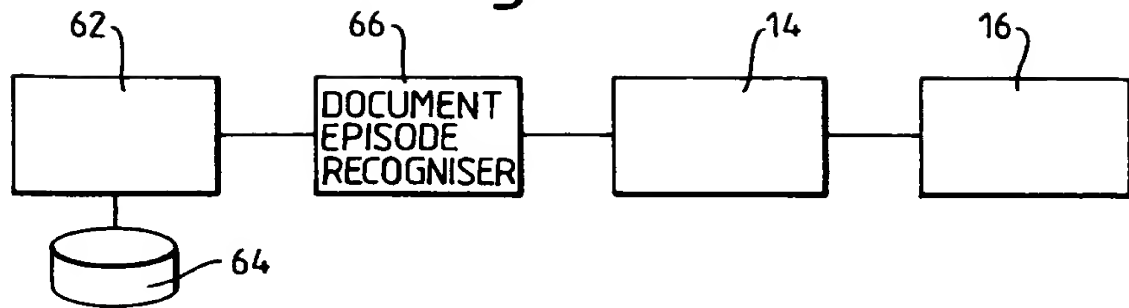 62 66 14 16
DOCUMENT
EPISODE
RECOGNISER
64